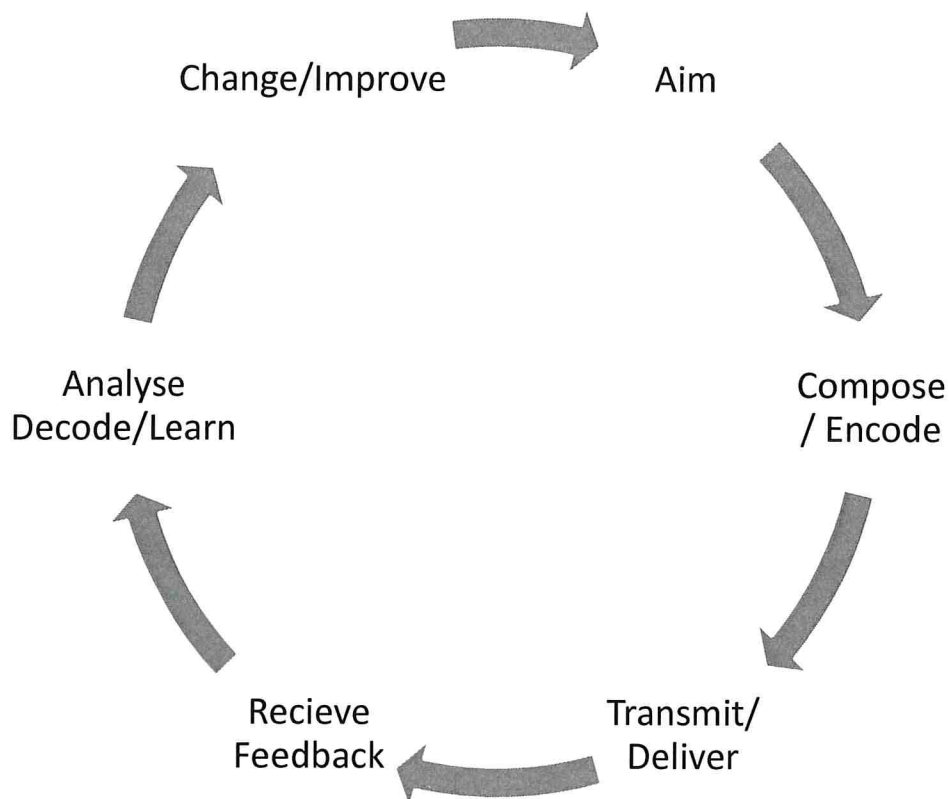 Change/Improve
Aim
Compose
/ Encode
Transmit/
Deliver
Recieve
Feedback
Analyse
Decode/Learn